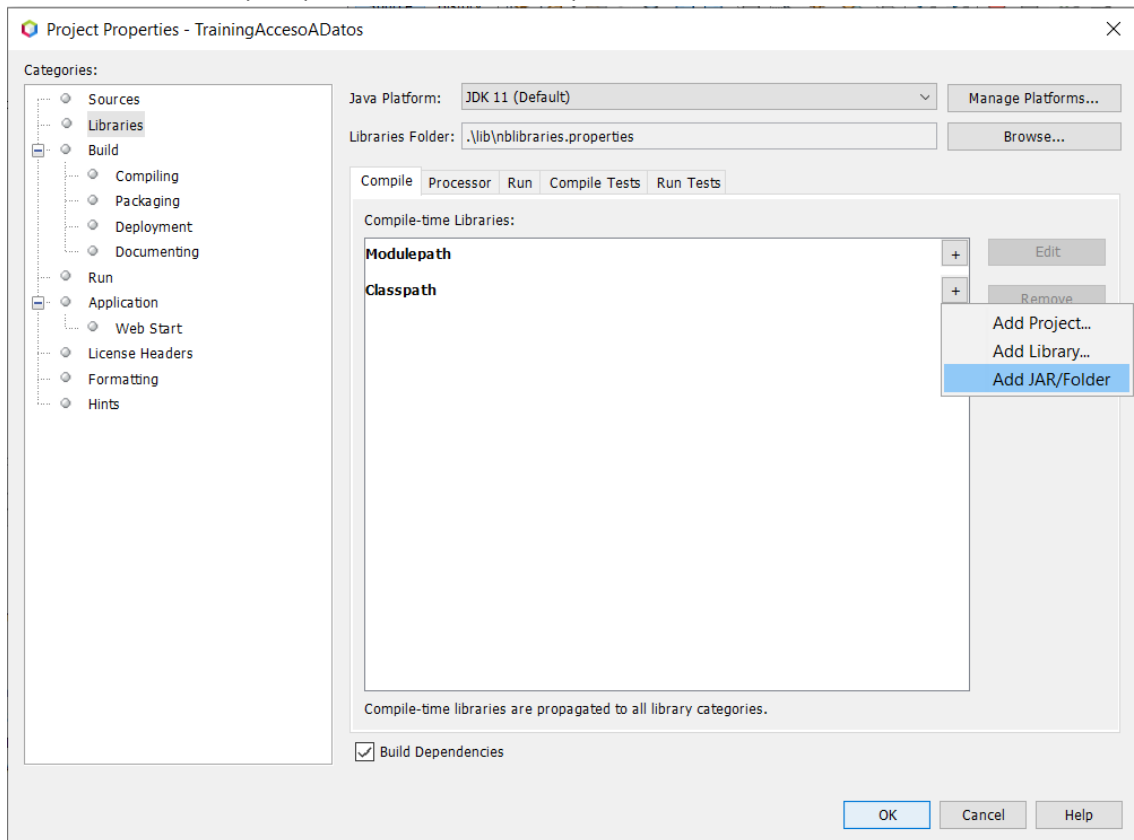 Project Properties - TrainingAccesoADatos
Categories:
Sources
Libraries
Build
Compiling
Packaging
Deployment
Documenting
Run
Application
Web Start
License Headers
Formatting
Hints
Java Platform: JDK 11 (Default) Manage Platforms...
Libraries Folder: .\lib\nblibraries.properties Browse...
Compile Processor Run Compile Tests Run Tests
Compile-time Libraries:
Modulepath + Edit
Classpath + Remove
Add Project...
Add Library...
Add JAR/Folder
Compile-time libraries are propagated to all library categories.
Build Dependencies
OK Cancel Help